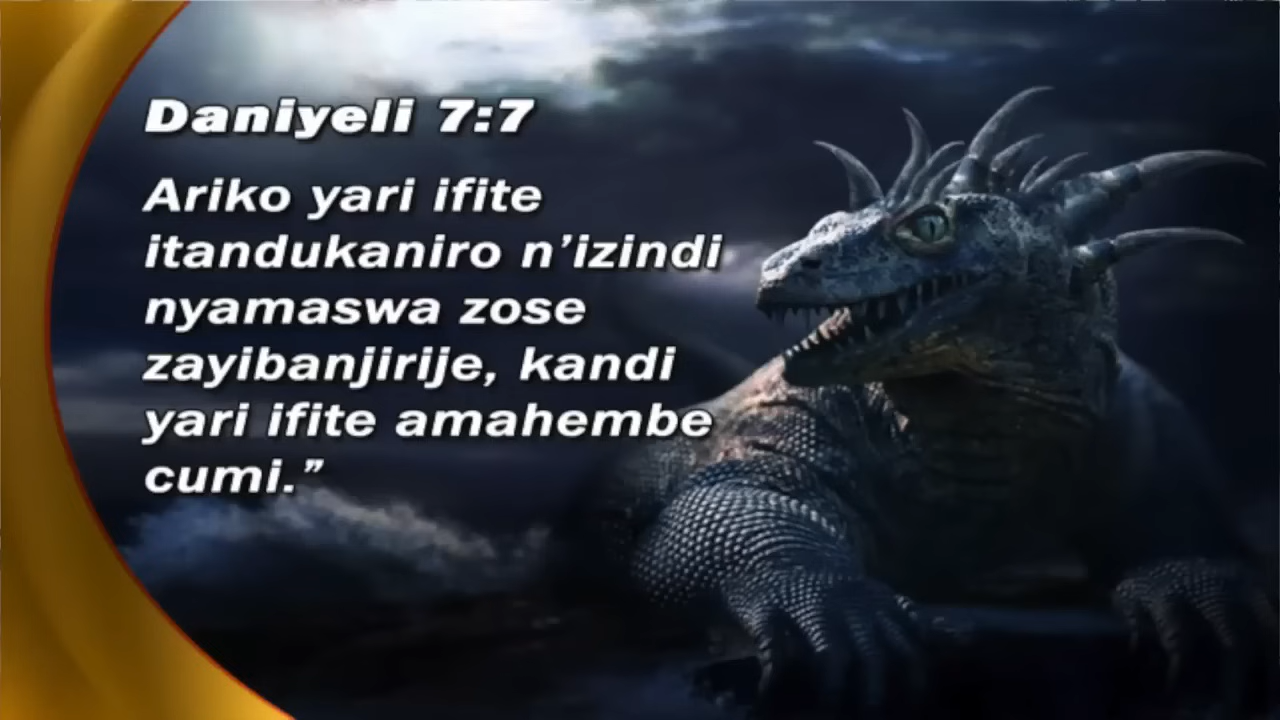 Daniyeli 7:7
Ariko yari ifite
itandukaniro n’izindi
nyamaswa zose
zayibanjirije, kandi
yari ifite amahembe
cumi.”